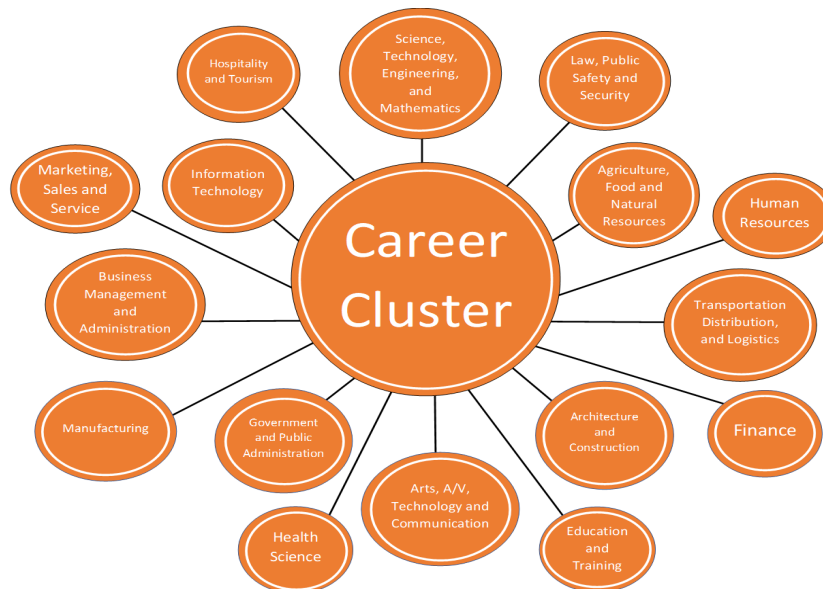 Science,
Technology,
Engineering,
and
Mathematics
Hospitality
and Tourism
Law, Public
Safety and
Security
Marketing,
Sales and
Service
Information
Technology
Agriculture,
Food and
Natural
Resources
Human
Resources
Career
Cluster
Business
Management
and
Administration
Transportation
Distribution,
and Logistics
Manufacturing
Government
and Public
Administration
Architecture
and
Construction
Finance
Arts, A/V,
Technology and
Communication
Health
Science
Education
and
Training